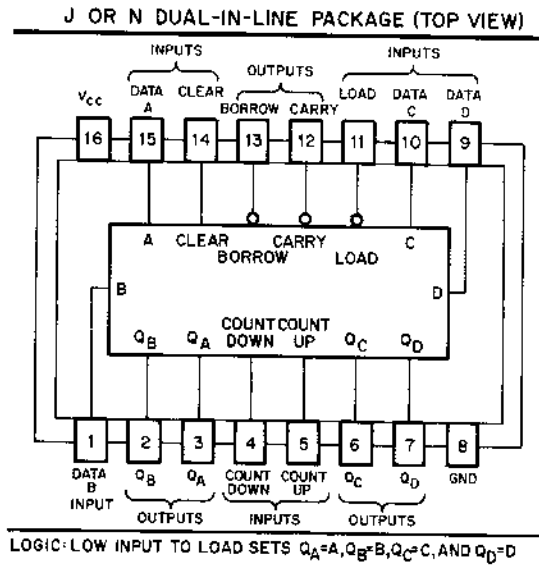 J OR N DUAL-IN-LINE PACKAGE (TOP VIEW)
INPUTS OUTPUTS INPUTS
VCC DATA A CLEAR BORROW CARRY LOAD DATA C DATA D
16 15 14 13 12 11 10 9
A CLEAR BORROW CARRY LOAD C
B D
QB QA COUNT DOWN COUNT UP QC QD
1 2 3 4 5 6 7 8
DATA B INPUT QB QA COUNT DOWN COUNT UP QC QD GND
OUTPUTS INPUTS OUTPUTS
LOGIC: LOW INPUT TO LOAD SETS QA=A, QB=B, QC=C, AND QD=D